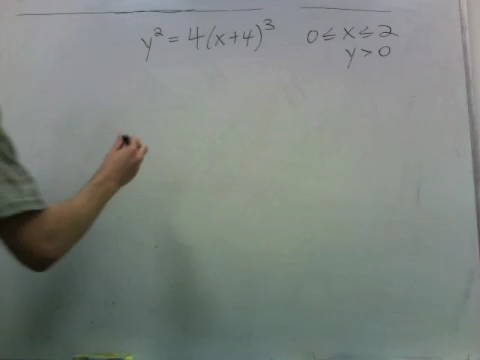 y² = 4(x+4)³ 0 ≤ x ≤ 2
y > 0